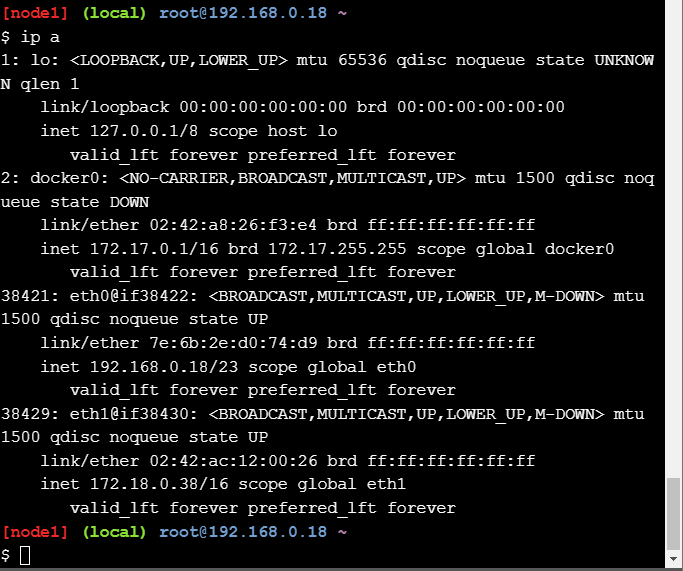 [node1] (local) root@192.168.0.18 ~
$ ip a
1: lo: <LOOPBACK,UP,LOWER_UP> mtu 65536 qdisc noqueue state UNKNOW
N qlen 1
    link/loopback 00:00:00:00:00:00 brd 00:00:00:00:00:00
    inet 127.0.0.1/8 scope host lo
       valid_lft forever preferred_lft forever
2: docker0: <NO-CARRIER,BROADCAST,MULTICAST,UP> mtu 1500 qdisc noq
ueue state DOWN
    link/ether 02:42:a8:26:f3:e4 brd ff:ff:ff:ff:ff:ff
    inet 172.17.0.1/16 brd 172.17.255.255 scope global docker0
       valid_lft forever preferred_lft forever
38421: eth0@if38422: <BROADCAST,MULTICAST,UP,LOWER_UP,M-DOWN> mtu
1500 qdisc noqueue state UP
    link/ether 7e:6b:2e:d0:74:d9 brd ff:ff:ff:ff:ff:ff
    inet 192.168.0.18/23 scope global eth0
       valid_lft forever preferred_lft forever
38429: eth1@if38430: <BROADCAST,MULTICAST,UP,LOWER_UP,M-DOWN> mtu
1500 qdisc noqueue state UP
    link/ether 02:42:ac:12:00:26 brd ff:ff:ff:ff:ff:ff
    inet 172.18.0.38/16 scope global eth1
       valid_lft forever preferred_lft forever
[node1] (local) root@192.168.0.18 ~
$